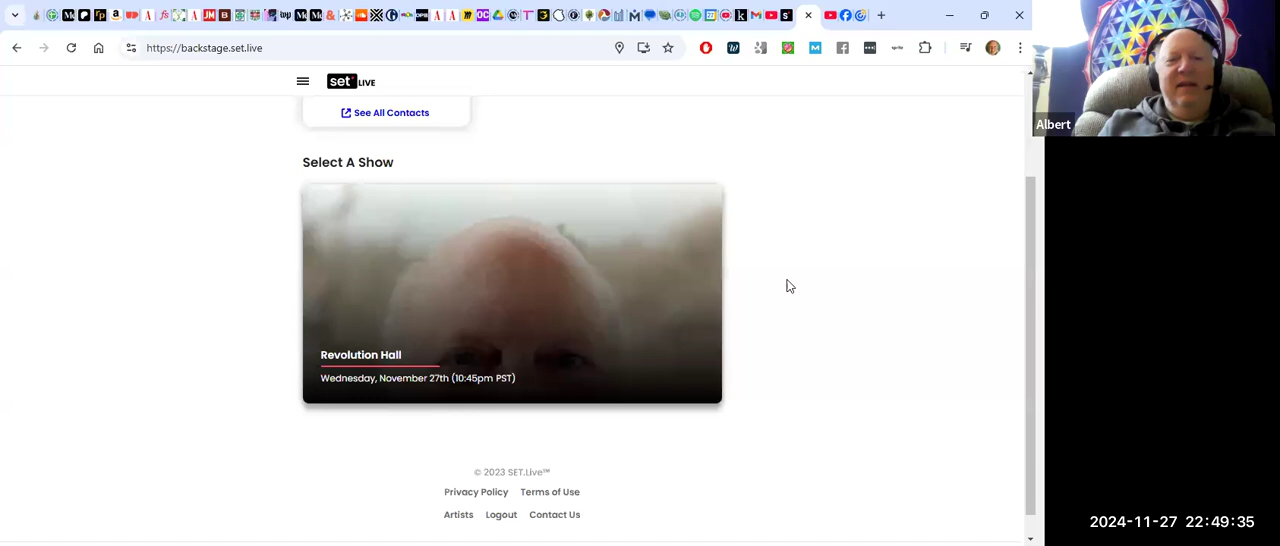 https://backstage.set.live
set LIVE
See All Contacts
Select A Show
Revolution Hall
Wednesday, November 27th (10:45pm PST)
© 2023 SET.Live℠
Privacy Policy Terms of Use
Artists Logout Contact Us
Albert
2024-11-27 22:49:35